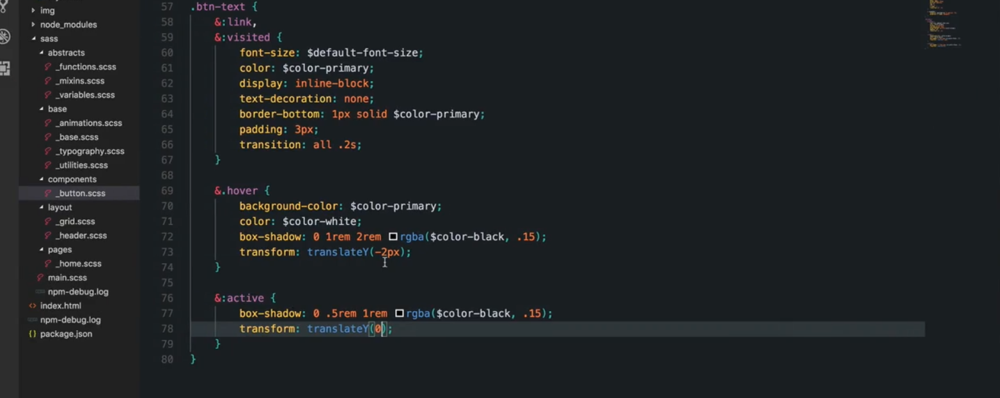 img
node_modules
sass
abstracts
_functions.scss
_mixins.scss
_variables.scss
base
_animations.scss
_base.scss
_typography.scss
_utilities.scss
components
_button.scss
layout
_grid.scss
_header.scss
pages
_home.scss
main.scss
npm-debug.log
index.html
npm-debug.log
package.json
57 .btn-text {
58 &:link,
59 &:visited {
60 font-size: $default-font-size;
61 color: $color-primary;
62 display: inline-block;
63 text-decoration: none;
64 border-bottom: 1px solid $color-primary;
65 padding: 3px;
66 transition: all .2s;
67 }
68
69 &.hover {
70 background-color: $color-primary;
71 color: $color-white;
72 box-shadow: 0 1rem 2rem rgba($color-black, .15);
73 transform: translateY(-2px);
74 }
75
76 &:active {
77 box-shadow: 0 .5rem 1rem rgba($color-black, .15);
78 transform: translateY(0);
79 }
80 }